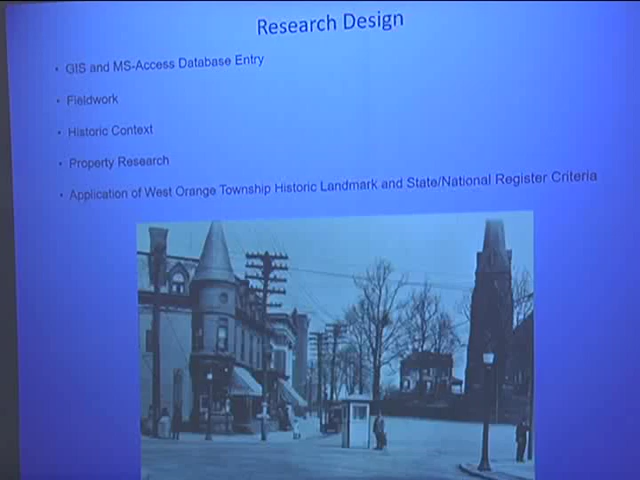 Research Design
• GIS and MS-Access Database Entry
• Fieldwork
• Historic Context
• Property Research
• Application of West Orange Township Historic Landmark and State/National Register Criteria